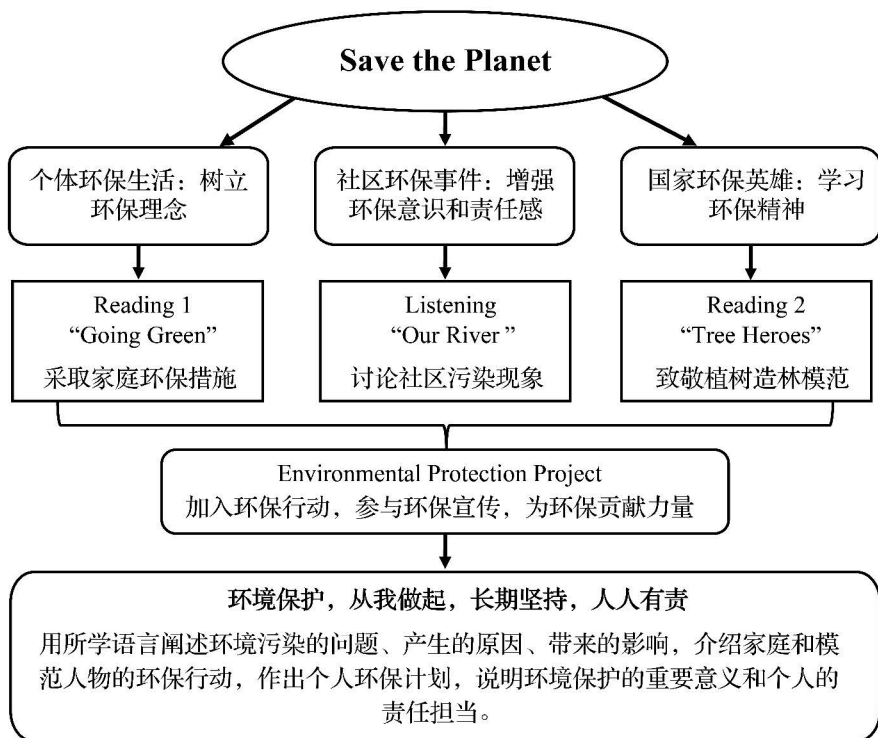 Save the Planet
个体环保生活：树立
环保理念
社区环保事件：增强
环保意识和责任感
国家环保英雄：学习
环保精神
Reading 1
“Going Green”
采取家庭环保措施
Listening
“Our River ”
讨论社区污染现象
Reading 2
“Tree Heroes”
致敬植树造林模范
Environmental Protection Project
加入环保行动，参与环保宣传，为环保贡献力量
环境保护，从我做起，长期坚持，人人有责
用所学语言阐述环境污染的问题、产生的原因、带来的影响，介绍家庭和模
范人物的环保行动，作出个人环保计划，说明环境保护的重要意义和个人的
责任担当。